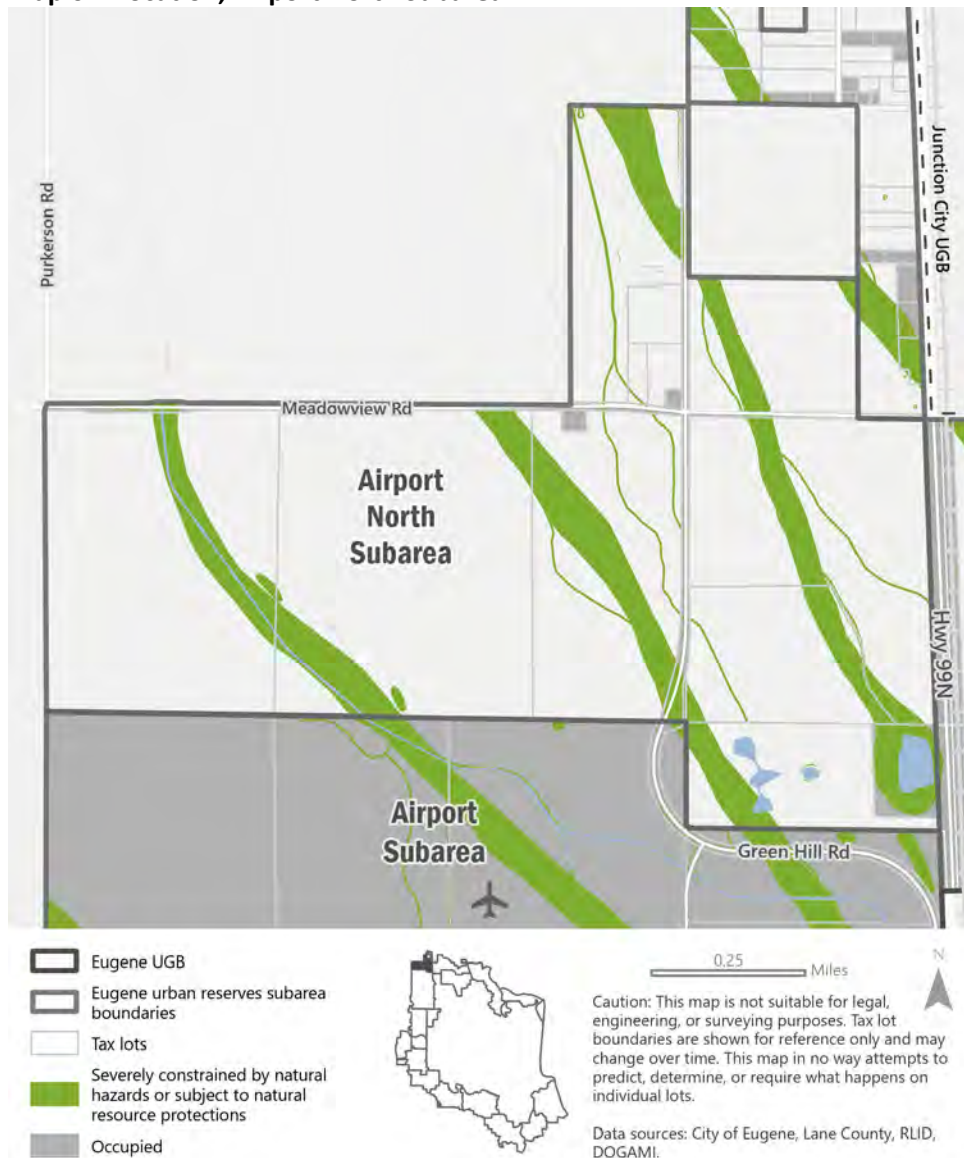 Purkerson Rd
Junction City UGB
Meadowview Rd
Airport
North
Subarea
Hwy 99N
Airport
Subarea
Green Hill Rd
Eugene UGB
Eugene urban reserves subarea
boundaries
Tax lots
Severely constrained by natural
hazards or subject to natural
resource protections
Occupied
0.25
Miles
N
Caution: This map is not suitable for legal,
engineering, or surveying purposes. Tax lot
boundaries are shown for reference only and may
change over time. This map in no way attempts to
predict, determine, or require what happens on
individual lots.
Data sources: City of Eugene, Lane County, RLID,
DOGAMI.